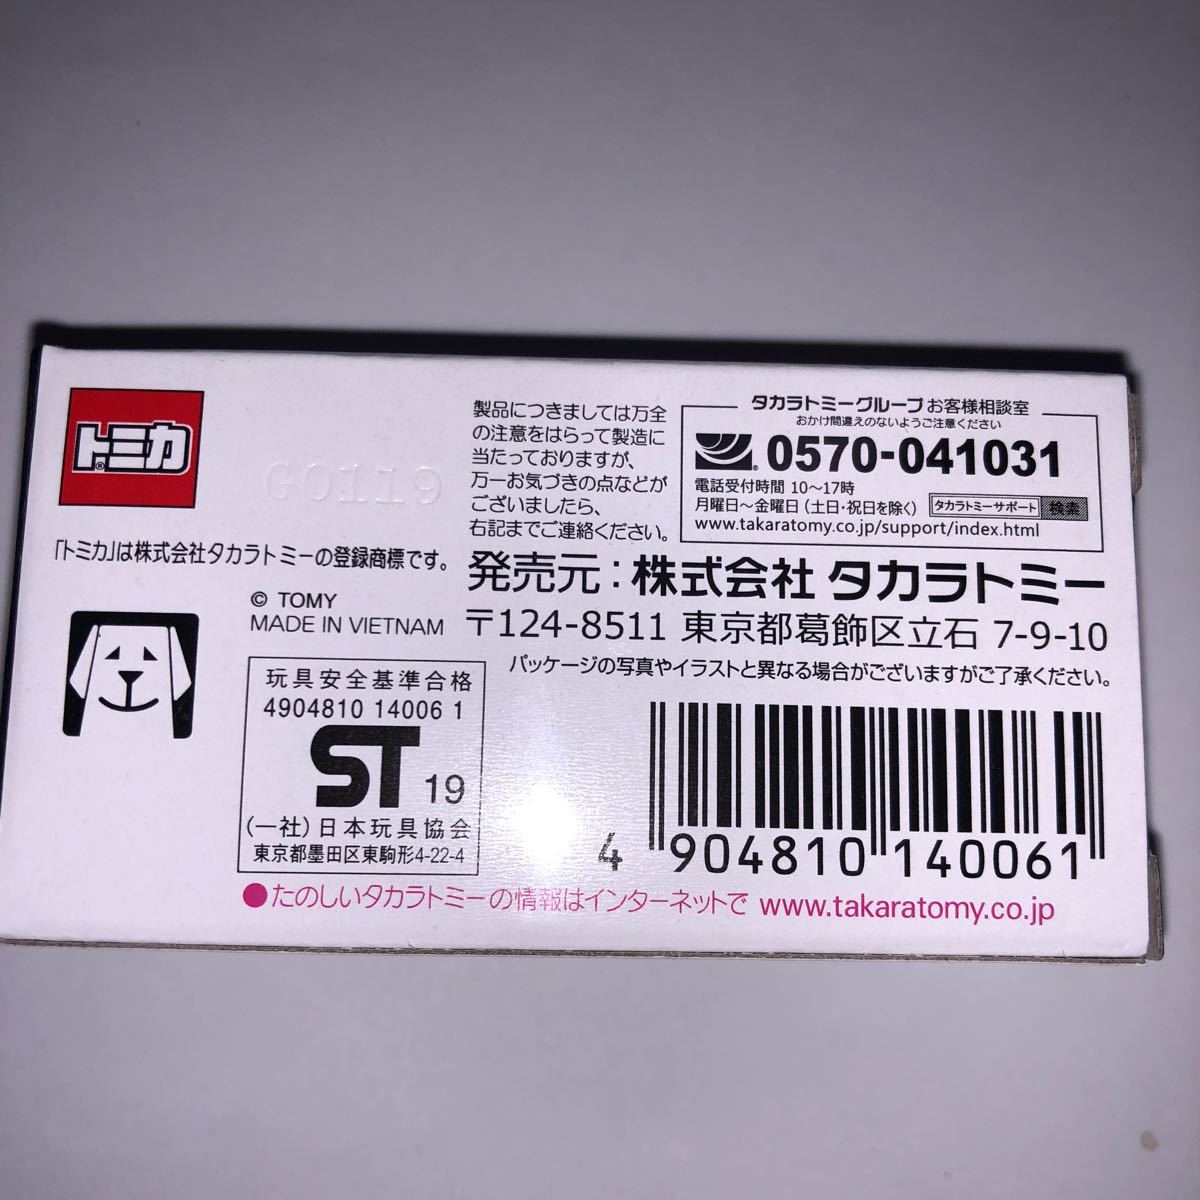 トミカ®
G0119
「トミカ」は株式会社タカラトミーの登録商標です。
© TOMY
MADE IN VIETNAM
玩具安全基準合格
4904810 14006 1
ST 19
(一社)日本玩具協会
東京都墨田区東駒形4-22-4
製品につきましては万全
の注意をはらって製造に
当たっておりますが、
万一お気づきの点などが
ございましたら、
右記までご連絡ください。
タカラトミーグループ お客様相談室
おかけ間違えのないようご注意ください
0570-041031
電話受付時間 10〜17時
月曜日〜金曜日(土日・祝日を除く) タカラトミーサポート 検索
www.takaratomy.co.jp/support/index.html
発売元:株式会社 タカラトミー
〒124-8511 東京都葛飾区立石 7-9-10
パッケージの写真やイラストと異なる場合がございますがご了承ください。
4 904810 140061
●たのしいタカラトミーの情報はインターネットで www.takaratomy.co.jp